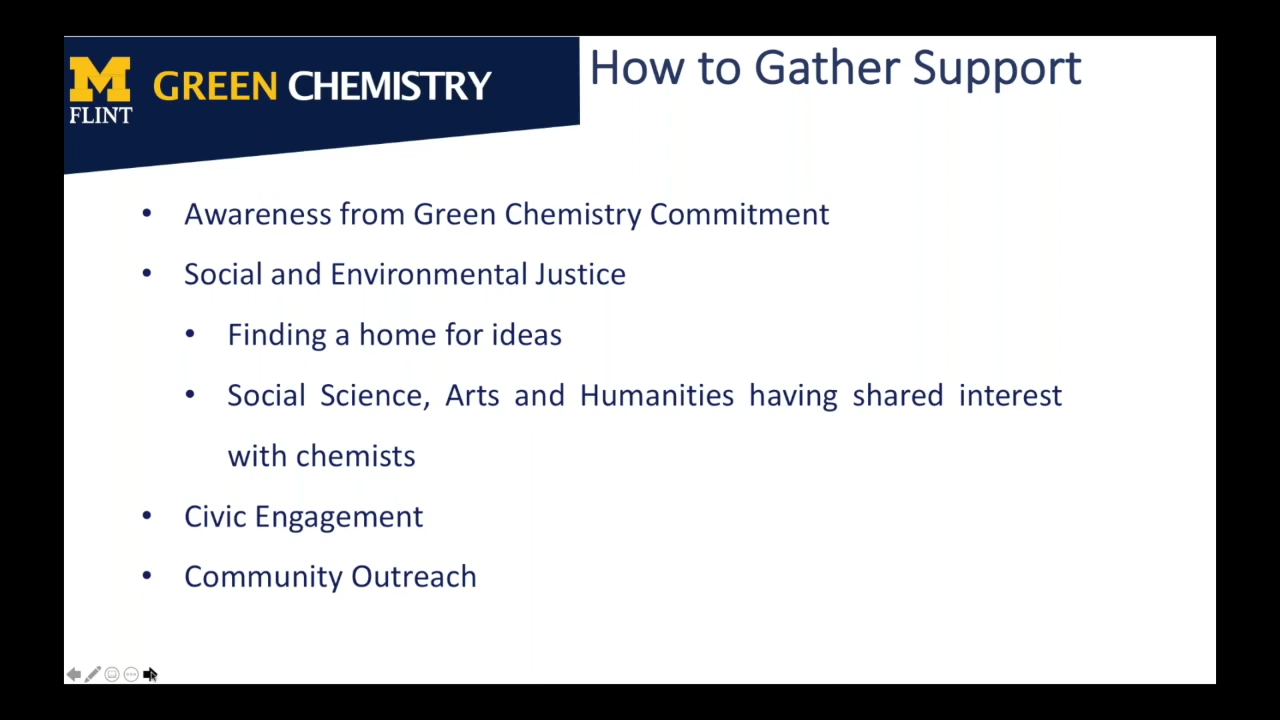 M
FLINT
GREEN CHEMISTRY
How to Gather Support
• Awareness from Green Chemistry Commitment
• Social and Environmental Justice
• Finding a home for ideas
• Social Science, Arts and Humanities having shared interest
with chemists
• Civic Engagement
• Community Outreach